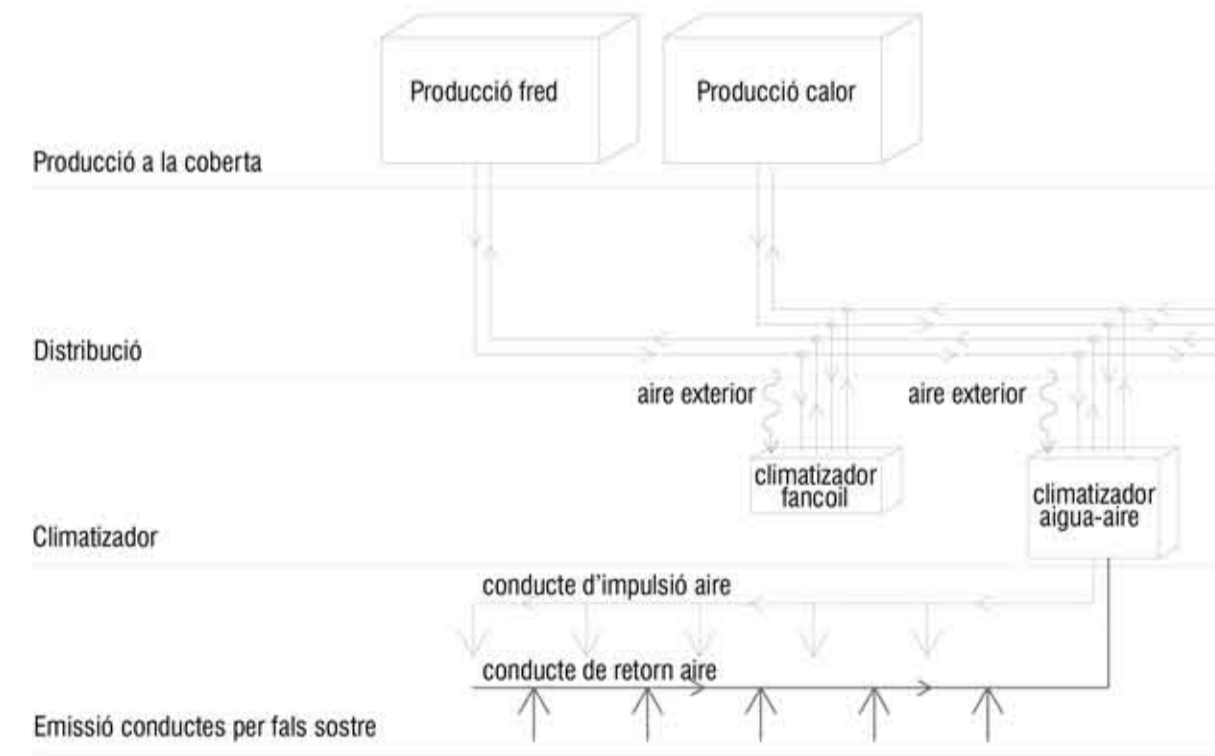 Producció fred
Producció calor
Producció a la coberta
Distribució
aire exterior
aire exterior
climatizador
fancoil
climatizador
aigua-aire
Climatizador
conducte d'impulsió aire
conducte de retorn aire
Emissió conductes per fals sostre